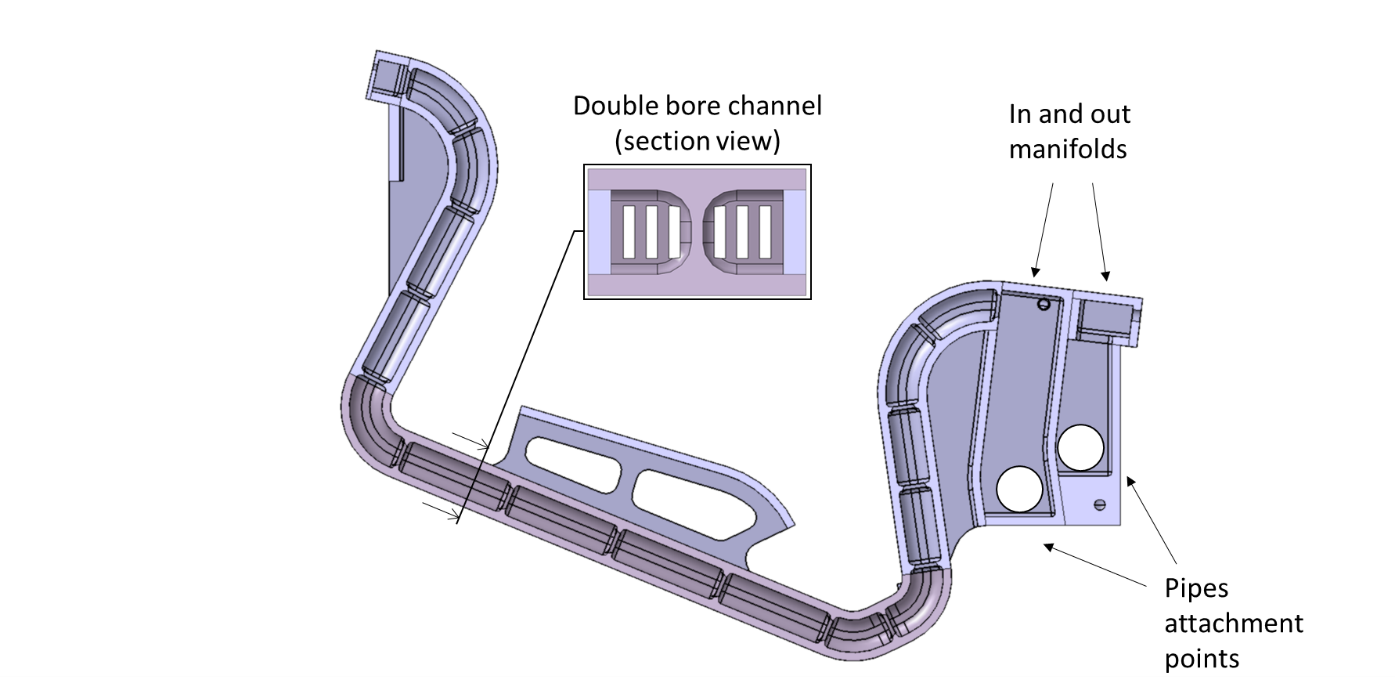 Double bore channel
(section view)
In and out
manifolds
Pipes
attachment
points